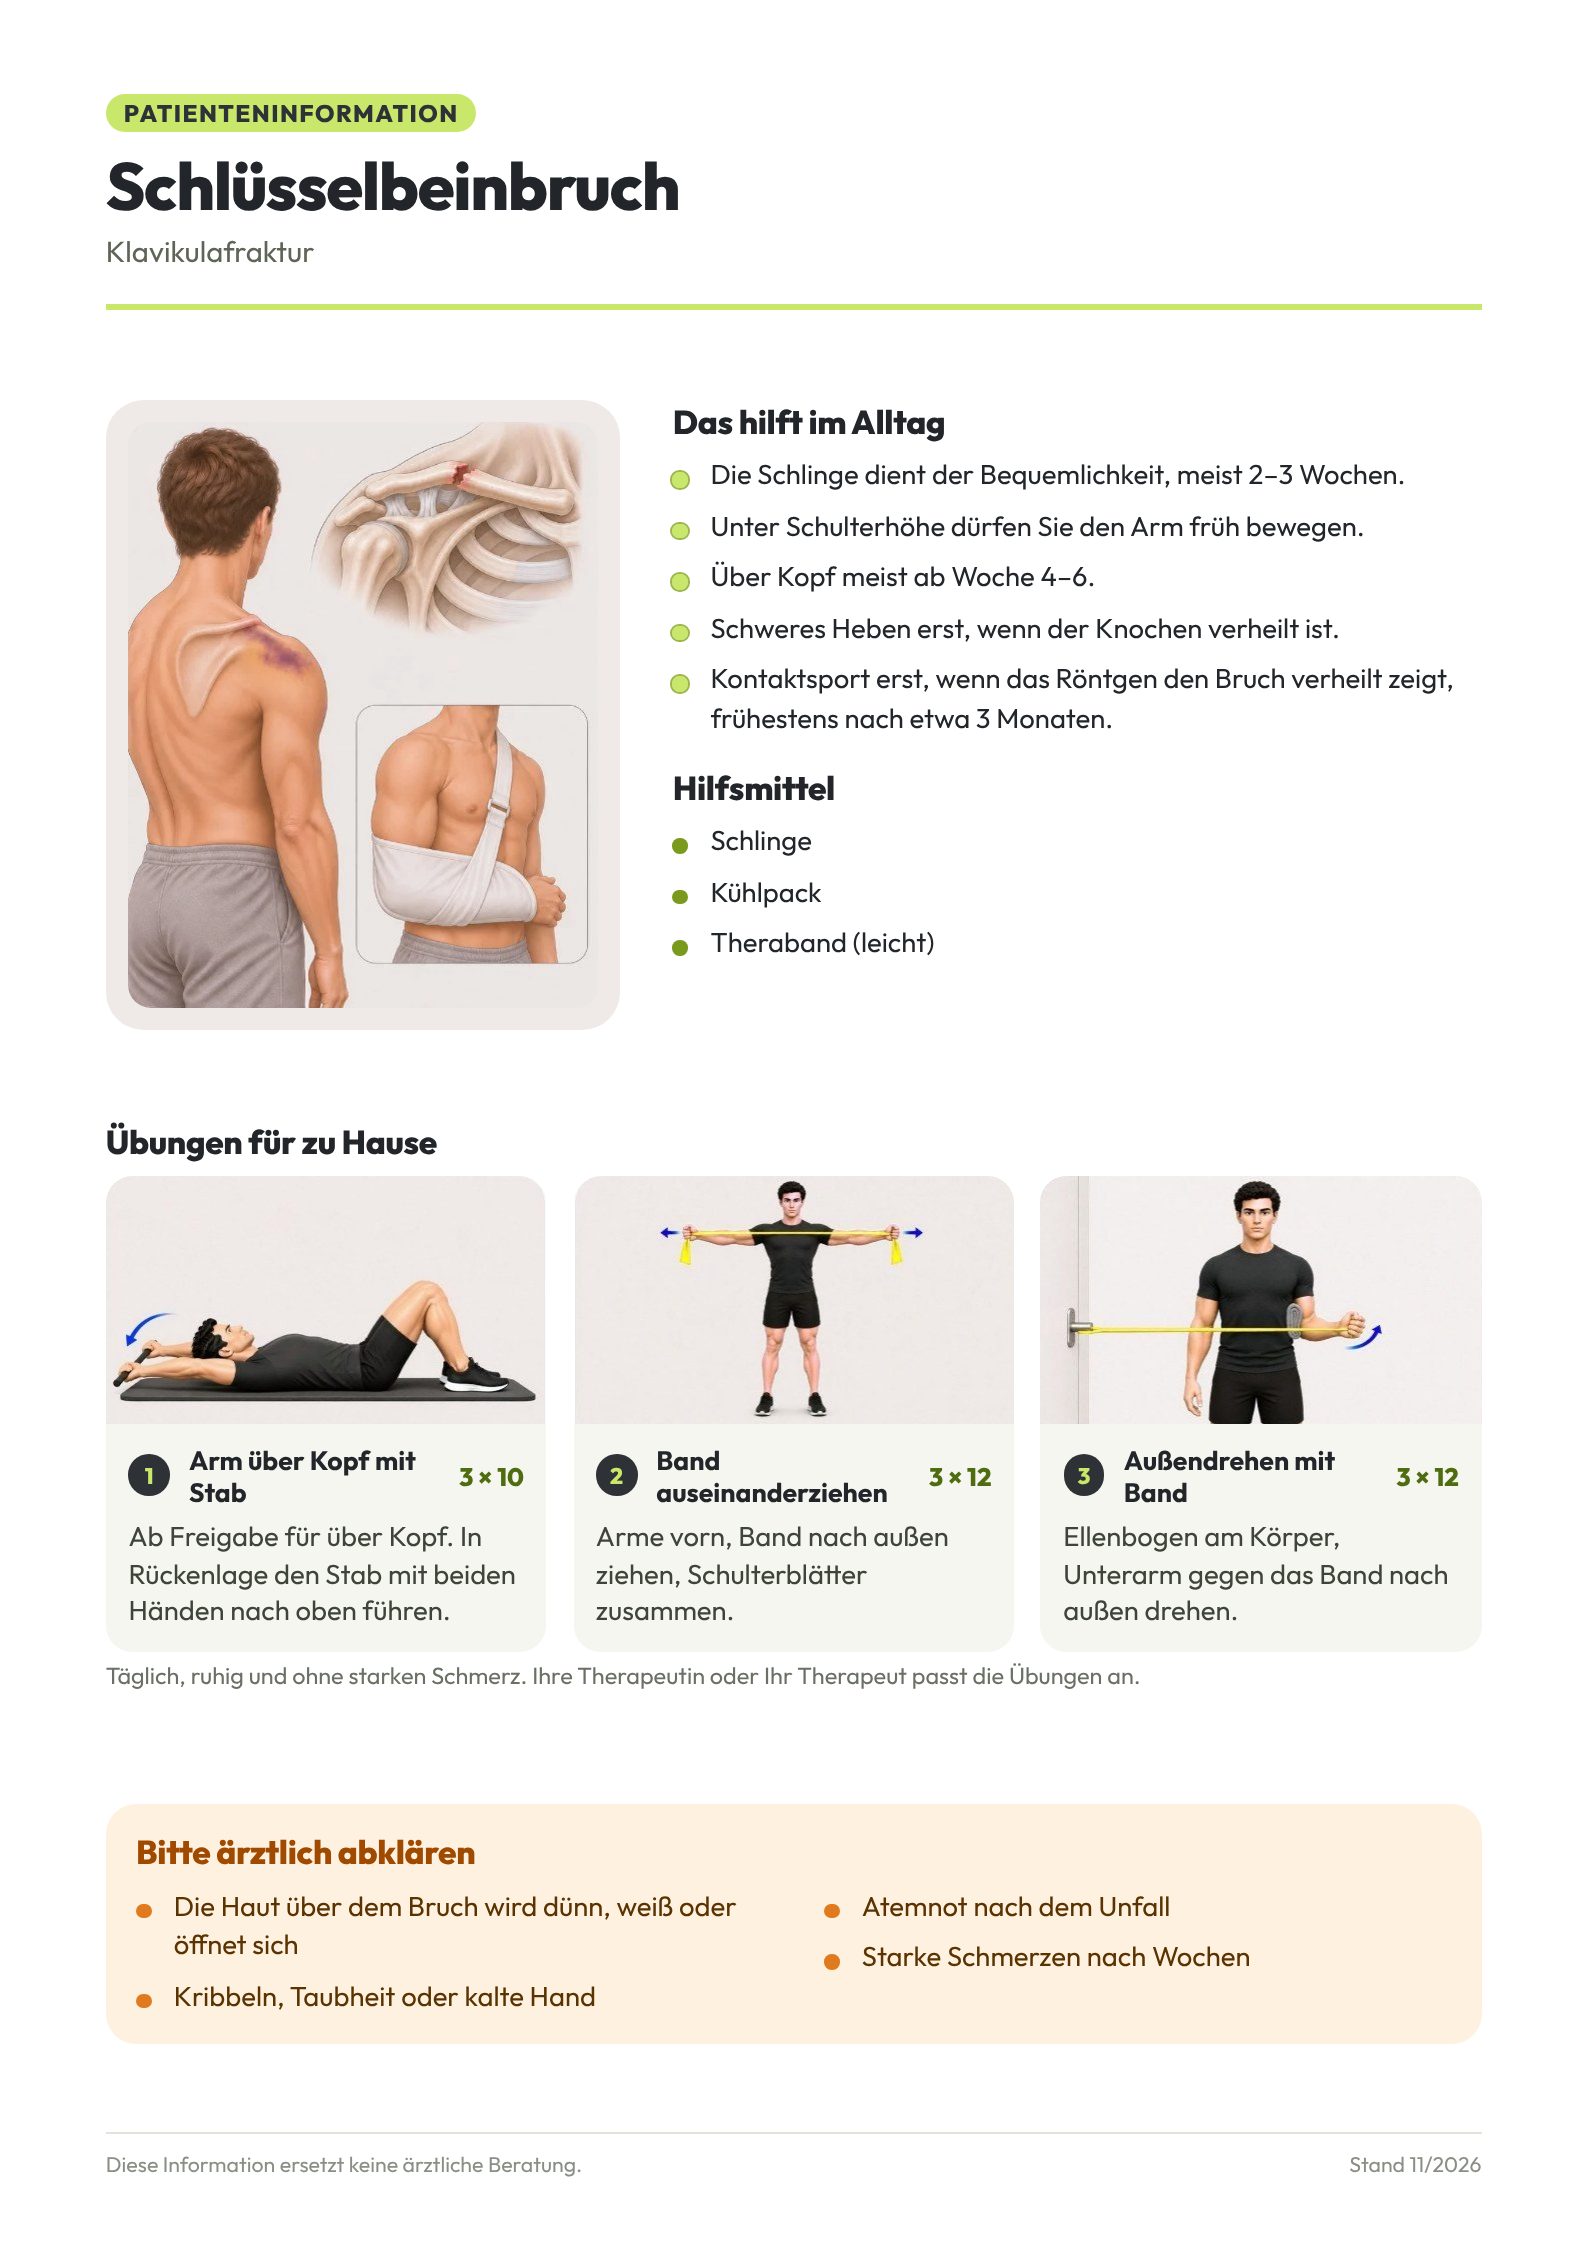 PATIENTENINFORMATION
Schlüsselbeinbruch
Klavikulafraktur
Das hilft im Alltag
Die Schlinge dient der Bequemlichkeit, meist 2–3 Wochen.
Unter Schulterhöhe dürfen Sie den Arm früh bewegen.
Über Kopf meist ab Woche 4–6.
Schweres Heben erst, wenn der Knochen verheilt ist.
Kontaktsport erst, wenn das Röntgen den Bruch verheilt zeigt,
frühestens nach etwa 3 Monaten.
Hilfsmittel
Schlinge
Kühlpack
Theraband (leicht)
Übungen für zu Hause
1
Arm über Kopf mit
Stab
3 × 10
Ab Freigabe für über Kopf. In
Rückenlage den Stab mit beiden
Händen nach oben führen.
2
Band
auseinanderziehen
3 × 12
Arme vorn, Band nach außen
ziehen, Schulterblätter
zusammen.
3
Außendrehen mit
Band
3 × 12
Ellenbogen am Körper,
Unterarm gegen das Band nach
außen drehen.
Täglich, ruhig und ohne starken Schmerz. Ihre Therapeutin oder Ihr Therapeut passt die Übungen an.
Bitte ärztlich abklären
Die Haut über dem Bruch wird dünn, weiß oder
öffnet sich
Kribbeln, Taubheit oder kalte Hand
Atemnot nach dem Unfall
Starke Schmerzen nach Wochen
Diese Information ersetzt keine ärztliche Beratung.
Stand 11/2026